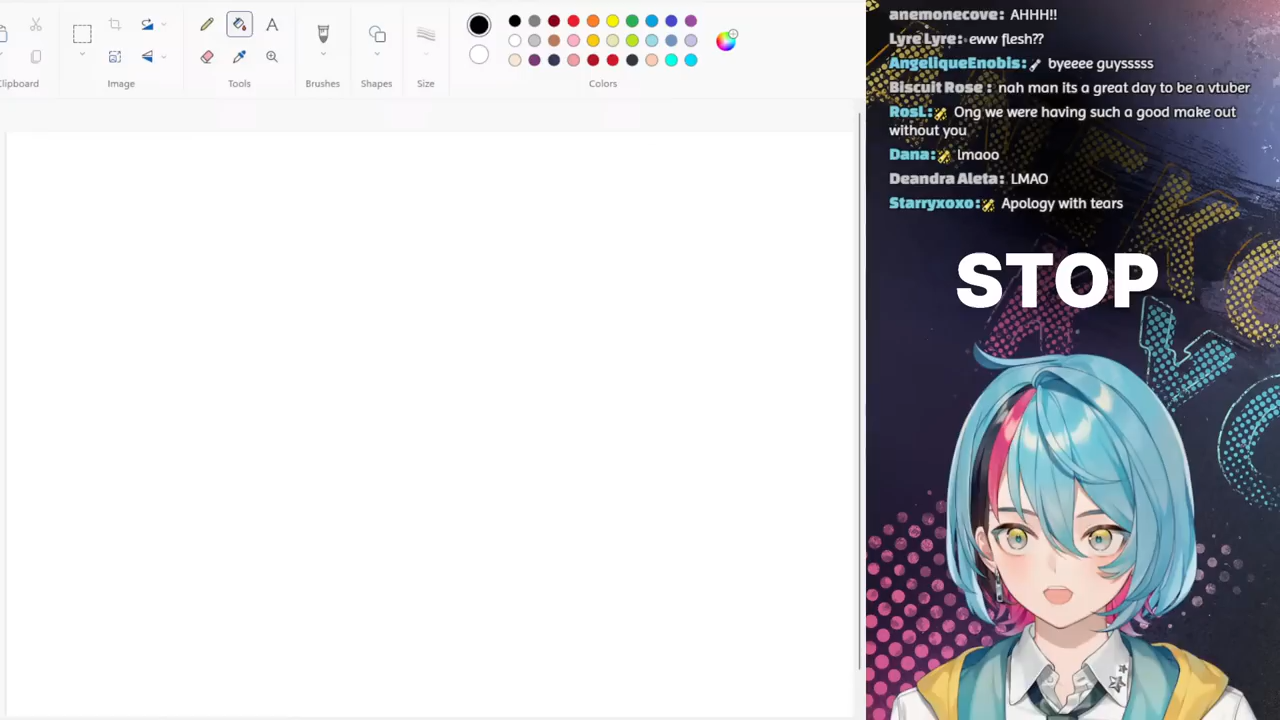 Clipboard
Image
Tools
Brushes
Shapes
Size
Colors
anemonecove: AHHH!!
Lyre Lyre: eww flesh??
AngeliqueEnobis: byeeee guysssss
Biscuit Rose : nah man its a great day to be a vtuber
RosL: Ong we were having such a good make out
without you
Dana: lmaoo
Deandra Aleta: LMAO
Starryxoxo: Apology with tears
STOP